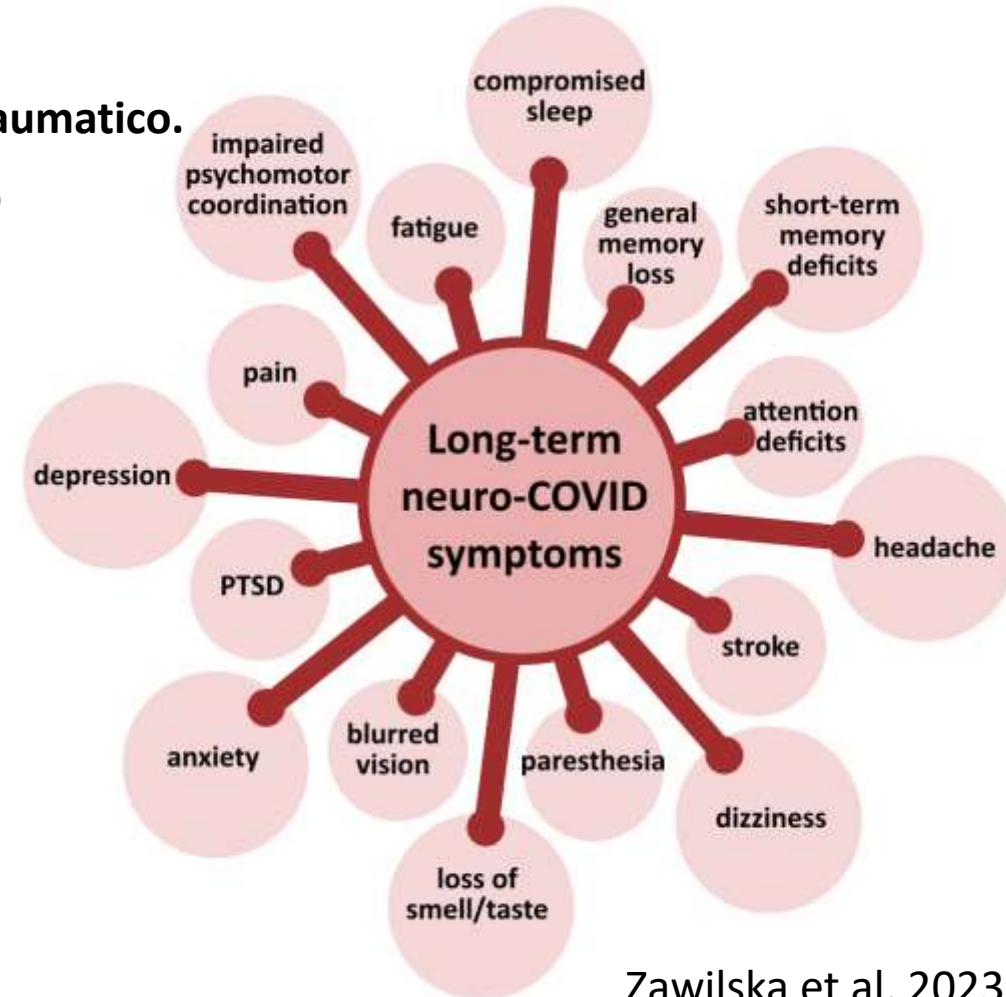 aumatico.
)
compromised
sleep
impaired
psychomotor
coordination
fatigue
general
memory
loss
short-term
memory
deficits
pain
attention
deficits
depression
Long-term
neuro-COVID
symptoms
headache
PTSD
stroke
anxiety
blurred
vision
paresthesia
dizziness
loss of
smell/taste
Zawilska et al. 2023